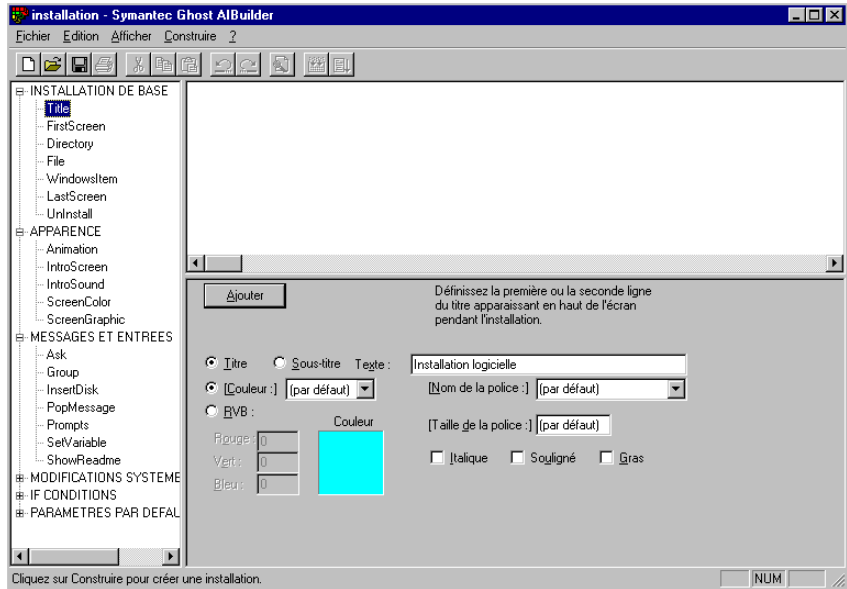 installation - Symantec Ghost AIBuilder
Fichier Edition Afficher Construire ?
INSTALLATION DE BASE
Title
FirstScreen
Directory
File
WindowsItem
LastScreen
UnInstall
APPARENCE
Animation
IntroScreen
IntroSound
ScreenColor
ScreenGraphic
MESSAGES ET ENTREES
Ask
Group
InsertDisk
PopMessage
Prompts
SetVariable
ShowReadme
MODIFICATIONS SYSTEME
IF CONDITIONS
PARAMETRES PAR DEFAL
Ajouter
Définissez la première ou la seconde ligne
du titre apparaissant en haut de l'écran
pendant l'installation.
Titre Sous-titre Texte : Installation logicielle
[Couleur :] (par défaut) [Nom de la police :] (par défaut)
RVB :
Couleur
[Taille de la police :] (par défaut)
Rouge : 0
Vert : 0
Bleu : 0
Italique Souligné Gras
Cliquez sur Construire pour créer une installation.
NUM